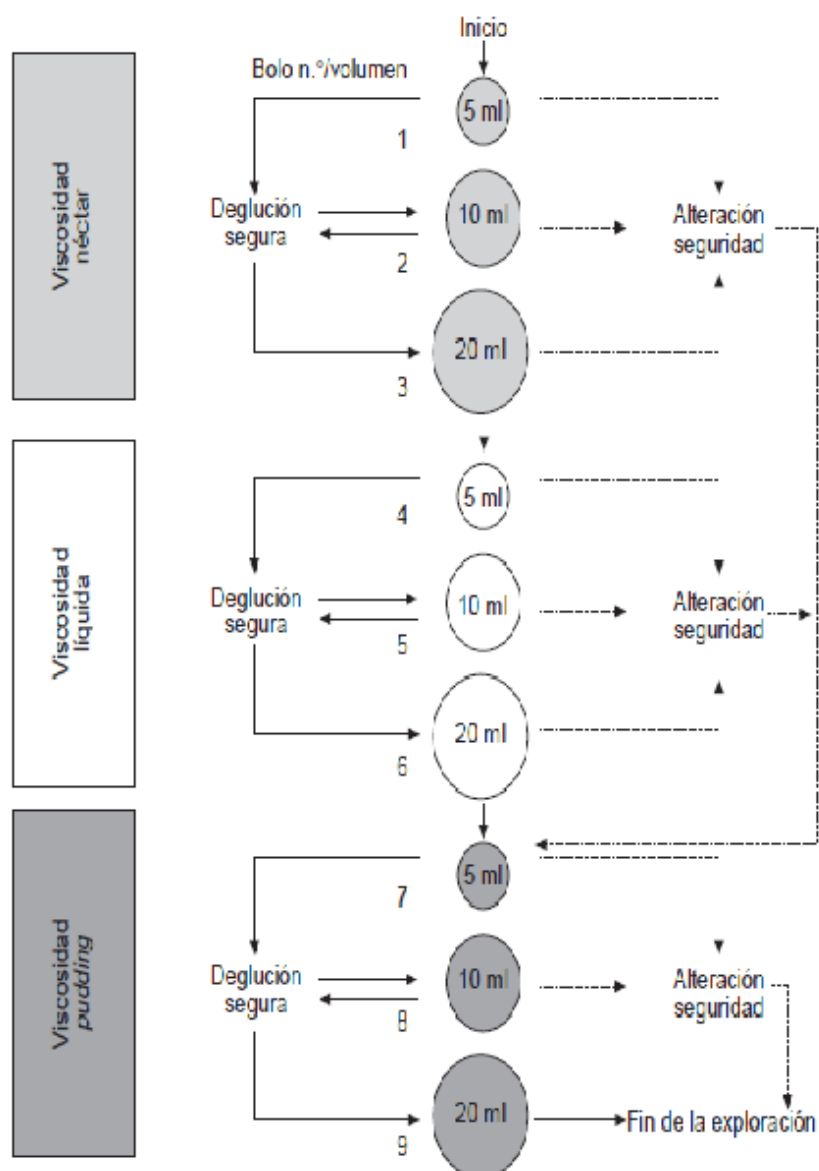 Inicio
Bolo n.º/volumen
Viscosidad
néctar
5 ml
1
Deglución
segura
10 ml
2
Alteración
seguridad
20 ml
3
Viscosidad
líquida
5 ml
4
Deglución
segura
10 ml
5
Alteración
seguridad
20 ml
6
Viscosidad
pudding
5 ml
7
Deglución
segura
10 ml
8
Alteración
seguridad
20 ml
9
Fin de la exploración